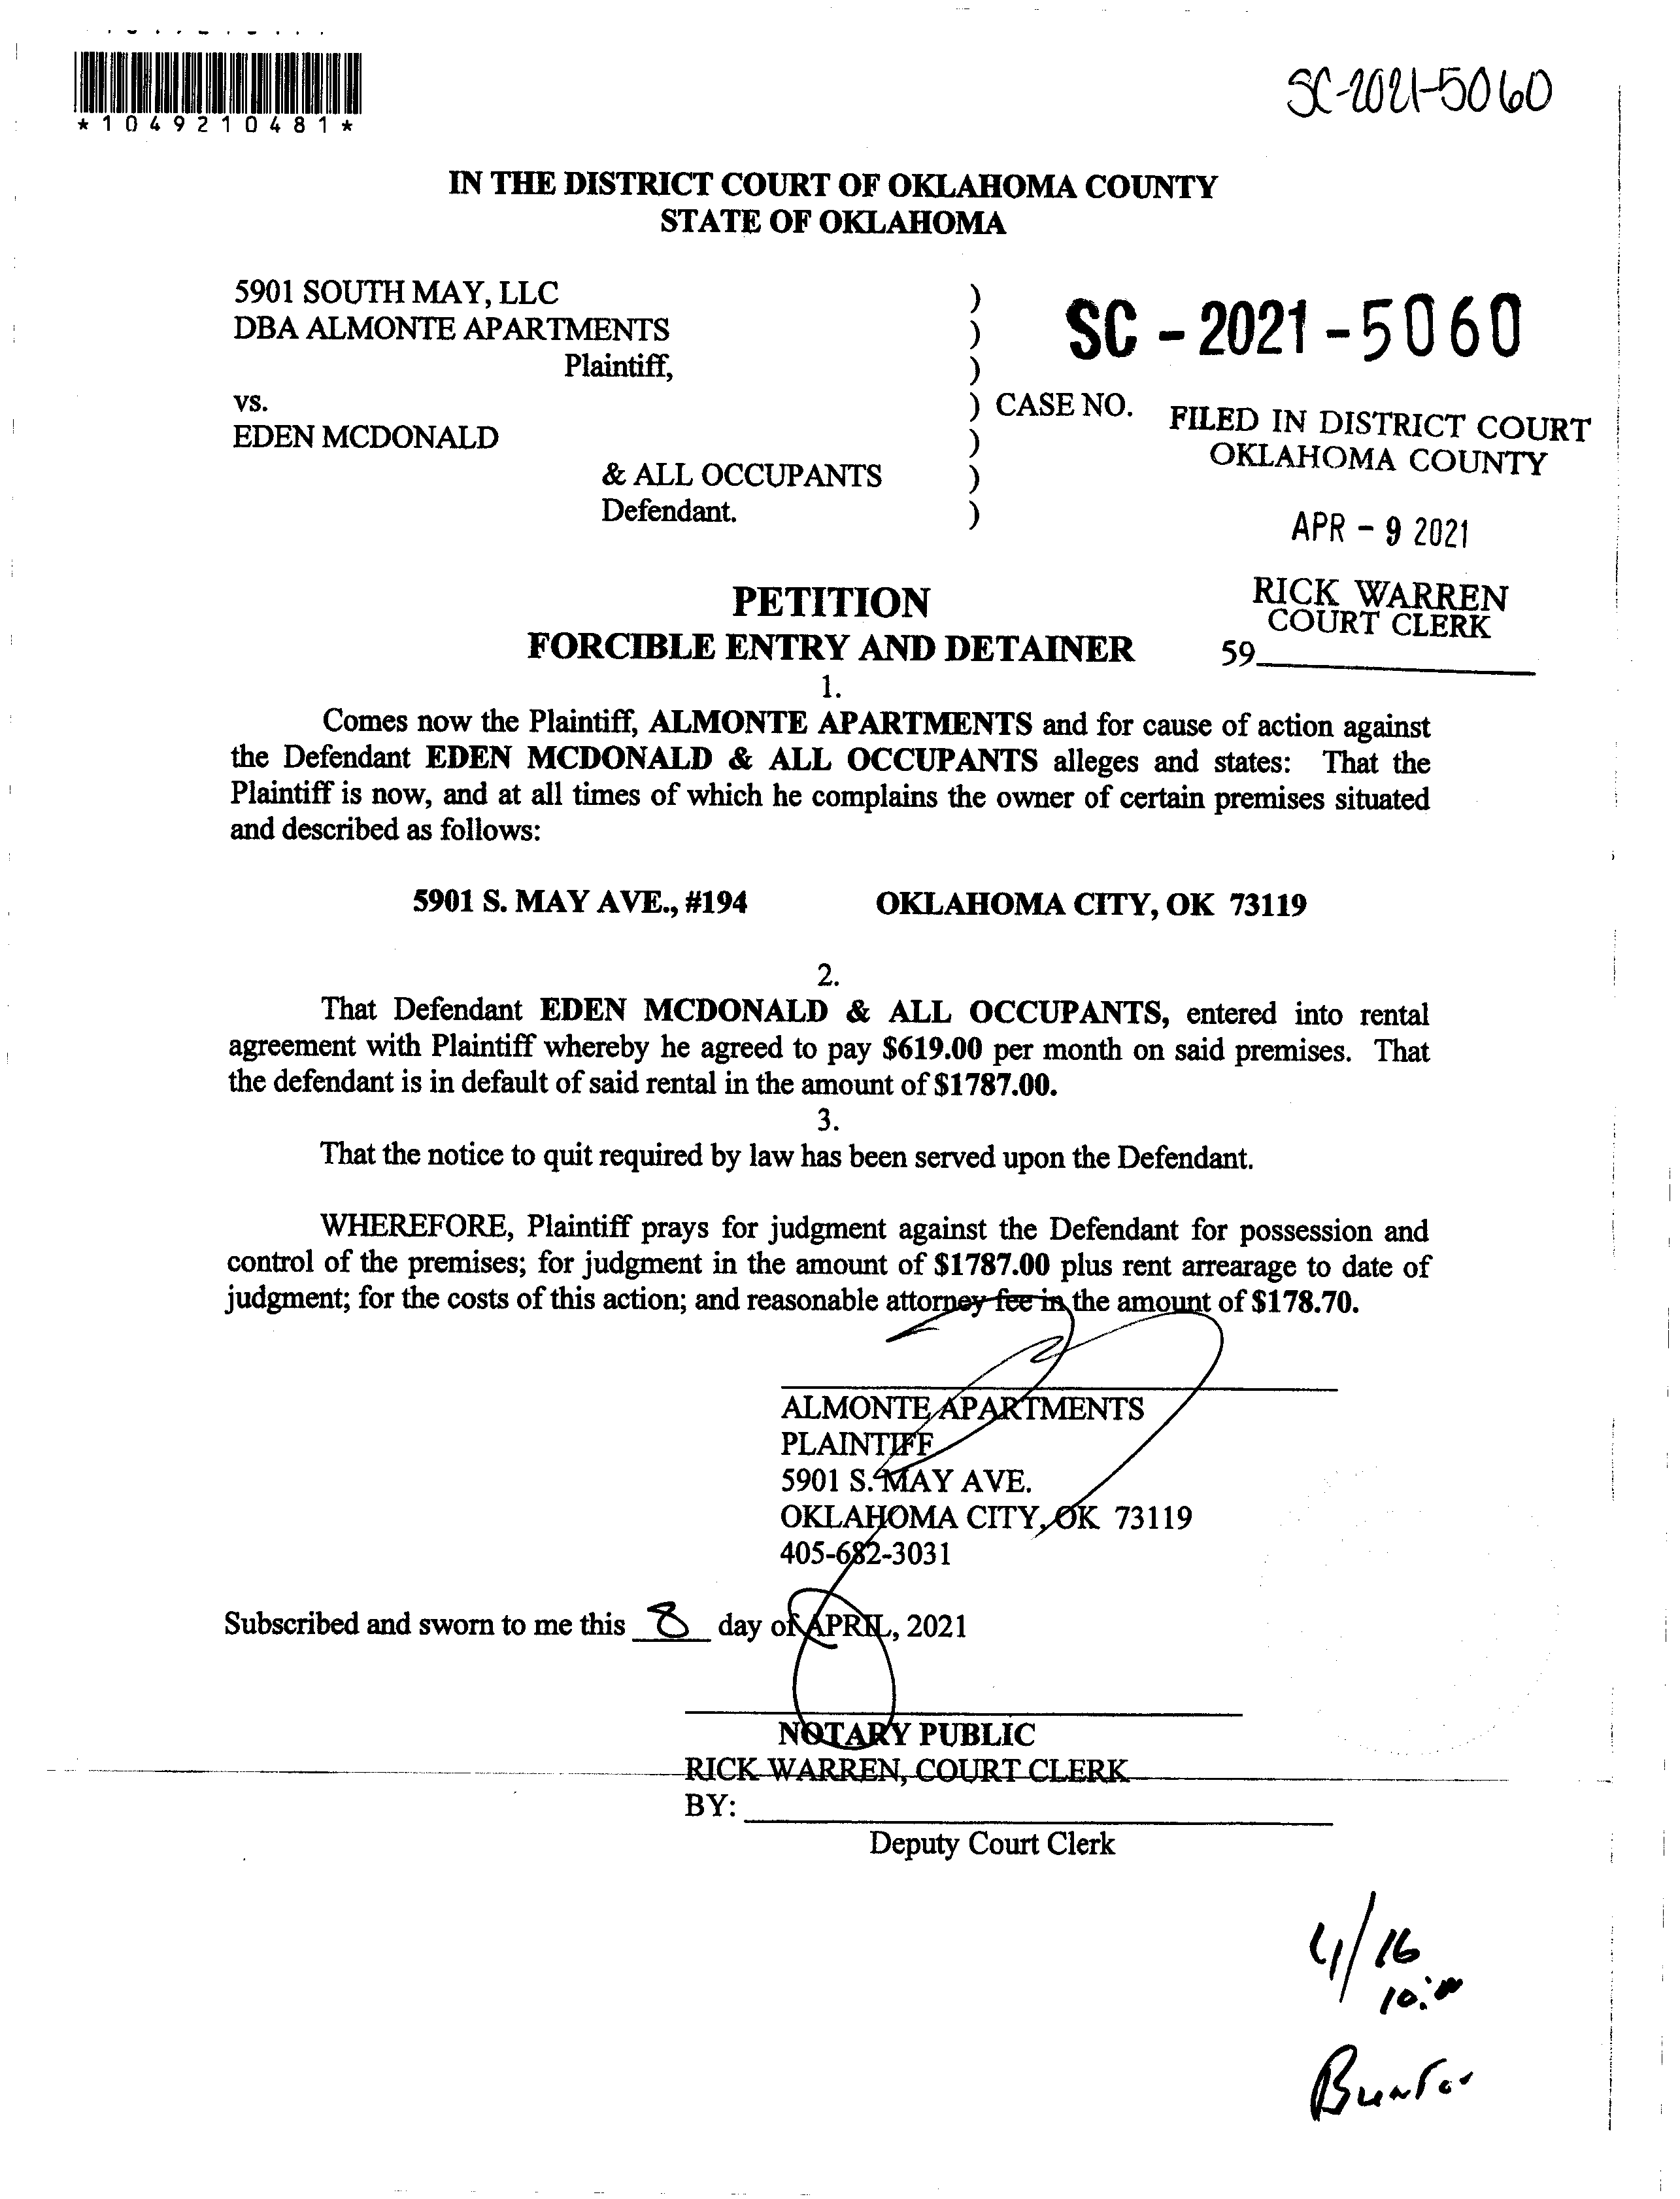 *1049210481*
SC-2021-5060
IN THE DISTRICT COURT OF OKLAHOMA COUNTY
STATE OF OKLAHOMA
5901 SOUTH MAY, LLC )
DBA ALMONTE APARTMENTS )
Plaintiff, )
SC - 2021 - 5060
vs. ) CASE NO.
EDEN MCDONALD )
& ALL OCCUPANTS )
Defendant. )
FILED IN DISTRICT COURT
OKLAHOMA COUNTY
APR - 9 2021
RICK WARREN
COURT CLERK
59
PETITION
FORCIBLE ENTRY AND DETAINER
1.
Comes now the Plaintiff, ALMONTE APARTMENTS and for cause of action against
the Defendant EDEN MCDONALD & ALL OCCUPANTS alleges and states: That the
Plaintiff is now, and at all times of which he complains the owner of certain premises situated
and described as follows:
5901 S. MAY AVE., #194 OKLAHOMA CITY, OK 73119
2.
That Defendant EDEN MCDONALD & ALL OCCUPANTS, entered into rental
agreement with Plaintiff whereby he agreed to pay $619.00 per month on said premises. That
the defendant is in default of said rental in the amount of $1787.00.
3.
That the notice to quit required by law has been served upon the Defendant.
WHEREFORE, Plaintiff prays for judgment against the Defendant for possession and
control of the premises; for judgment in the amount of $1787.00 plus rent arrearage to date of
judgment; for the costs of this action; and reasonable attorney fee in the amount of $178.70.
ALMONTE APARTMENTS
PLAINTIFF
5901 S. MAY AVE.
OKLAHOMA CITY, OK 73119
405-682-3031
Subscribed and sworn to me this 8 day of APRIL, 2021
NOTARY PUBLIC
RICK WARREN, COURT CLERK
BY:
Deputy Court Clerk
4/16